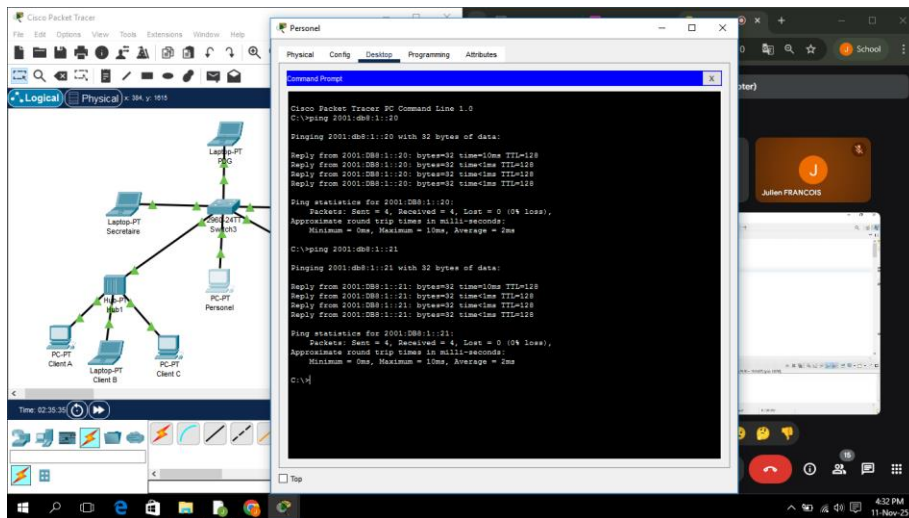 Cisco Packet Tracer
File Edit Options View Tools Extensions Window Help
Logical Physical x: 384, y: 1615
Laptop-PT
PDG
Laptop-PT
Secretaire
2960-24TT
Switch3
Hub-PT
Hub1
PC-PT
Personel
PC-PT
Client A
Laptop-PT
Client B
PC-PT
Client C
Time: 02:35:35
Personel
Physical Config Desktop Programming Attributes
Command Prompt
X
Cisco Packet Tracer PC Command Line 1.0
C:\>ping 2001:db8:1::20
Pinging 2001:db8:1::20 with 32 bytes of data:
Reply from 2001:DB8:1::20: bytes=32 time=10ms TTL=128
Reply from 2001:DB8:1::20: bytes=32 time<1ms TTL=128
Reply from 2001:DB8:1::20: bytes=32 time<1ms TTL=128
Reply from 2001:DB8:1::20: bytes=32 time<1ms TTL=128
Ping statistics for 2001:DB8:1::20:
Packets: Sent = 4, Received = 4, Lost = 0 (0% loss),
Approximate round trip times in milli-seconds:
Minimum = 0ms, Maximum = 10ms, Average = 2ms
C:\>ping 2001:db8:1::21
Pinging 2001:db8:1::21 with 32 bytes of data:
Reply from 2001:DB8:1::21: bytes=32 time=10ms TTL=128
Reply from 2001:DB8:1::21: bytes=32 time<1ms TTL=128
Reply from 2001:DB8:1::21: bytes=32 time<1ms TTL=128
Reply from 2001:DB8:1::21: bytes=32 time<1ms TTL=128
Ping statistics for 2001:DB8:1::21:
Packets: Sent = 4, Received = 4, Lost = 0 (0% loss),
Approximate round trip times in milli-seconds:
Minimum = 0ms, Maximum = 10ms, Average = 2ms
C:\>
Top
School
J
Julien FRANCOIS
15
4:32 PM
11-Nov-25